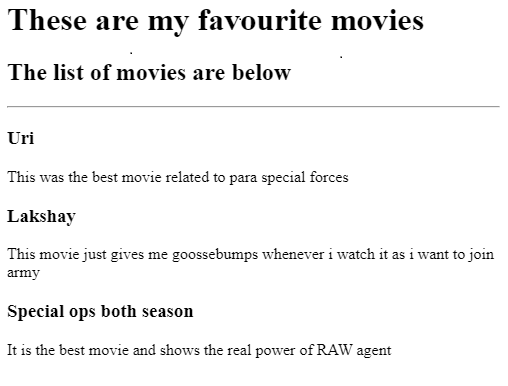 These are my favourite movies
The list of movies are below
Uri
This was the best movie related to para special forces
Lakshay
This movie just gives me goossebumps whenever i watch it as i want to join
army
Special ops both season
It is the best movie and shows the real power of RAW agent